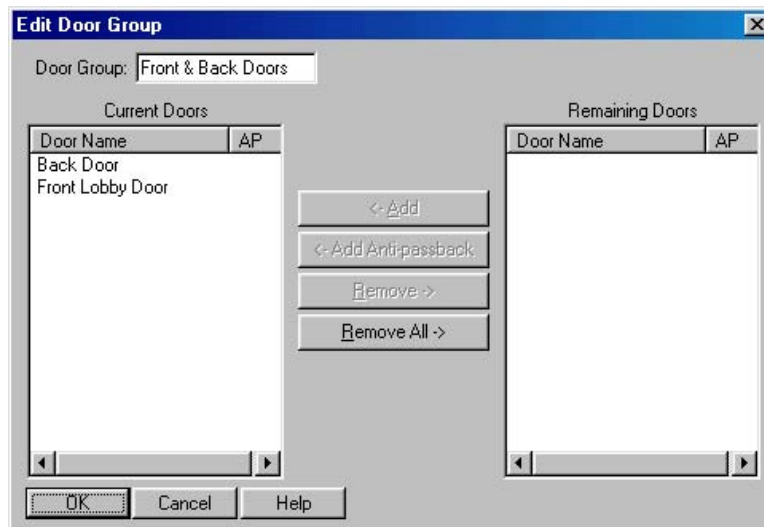 Edit Door Group
Door Group: Front & Back Doors
Current Doors
Door Name AP
Back Door
Front Lobby Door
<- Add
<- Add Anti-passback
Remove ->
Remove All ->
Remaining Doors
Door Name AP
OK Cancel Help